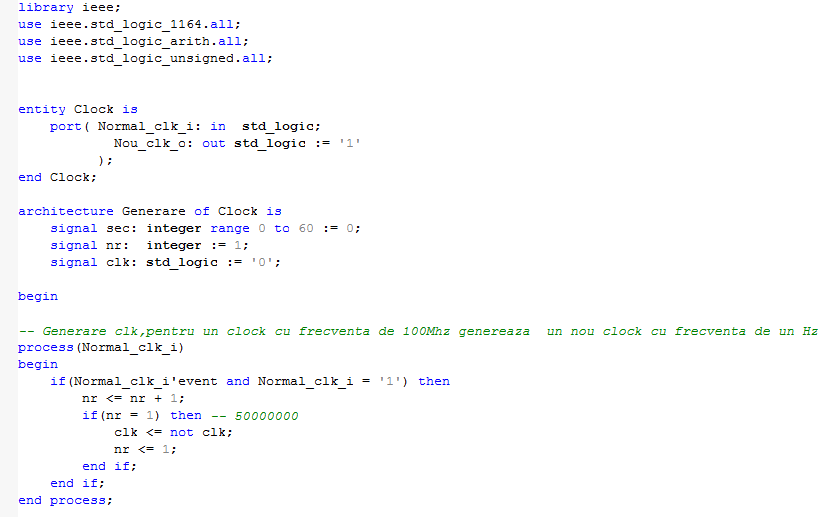 library ieee;
use ieee.std_logic_1164.all;
use ieee.std_logic_arith.all;
use ieee.std_logic_unsigned.all;
entity Clock is
port( Normal_clk_i: in std_logic;
Nou_clk_o: out std_logic := '1'
);
end Clock;
architecture Generare of Clock is
signal sec: integer range 0 to 60 := 0;
signal nr: integer := 1;
signal clk: std_logic := '0';
begin
-- Generare clk,pentru un clock cu frecventa de 100Mhz genereaza un nou clock cu frecventa de un Hz
process(Normal_clk_i)
begin
if(Normal_clk_i'event and Normal_clk_i = '1') then
nr <= nr + 1;
if(nr = 1) then -- 50000000
clk <= not clk;
nr <= 1;
end if;
end if;
end process;